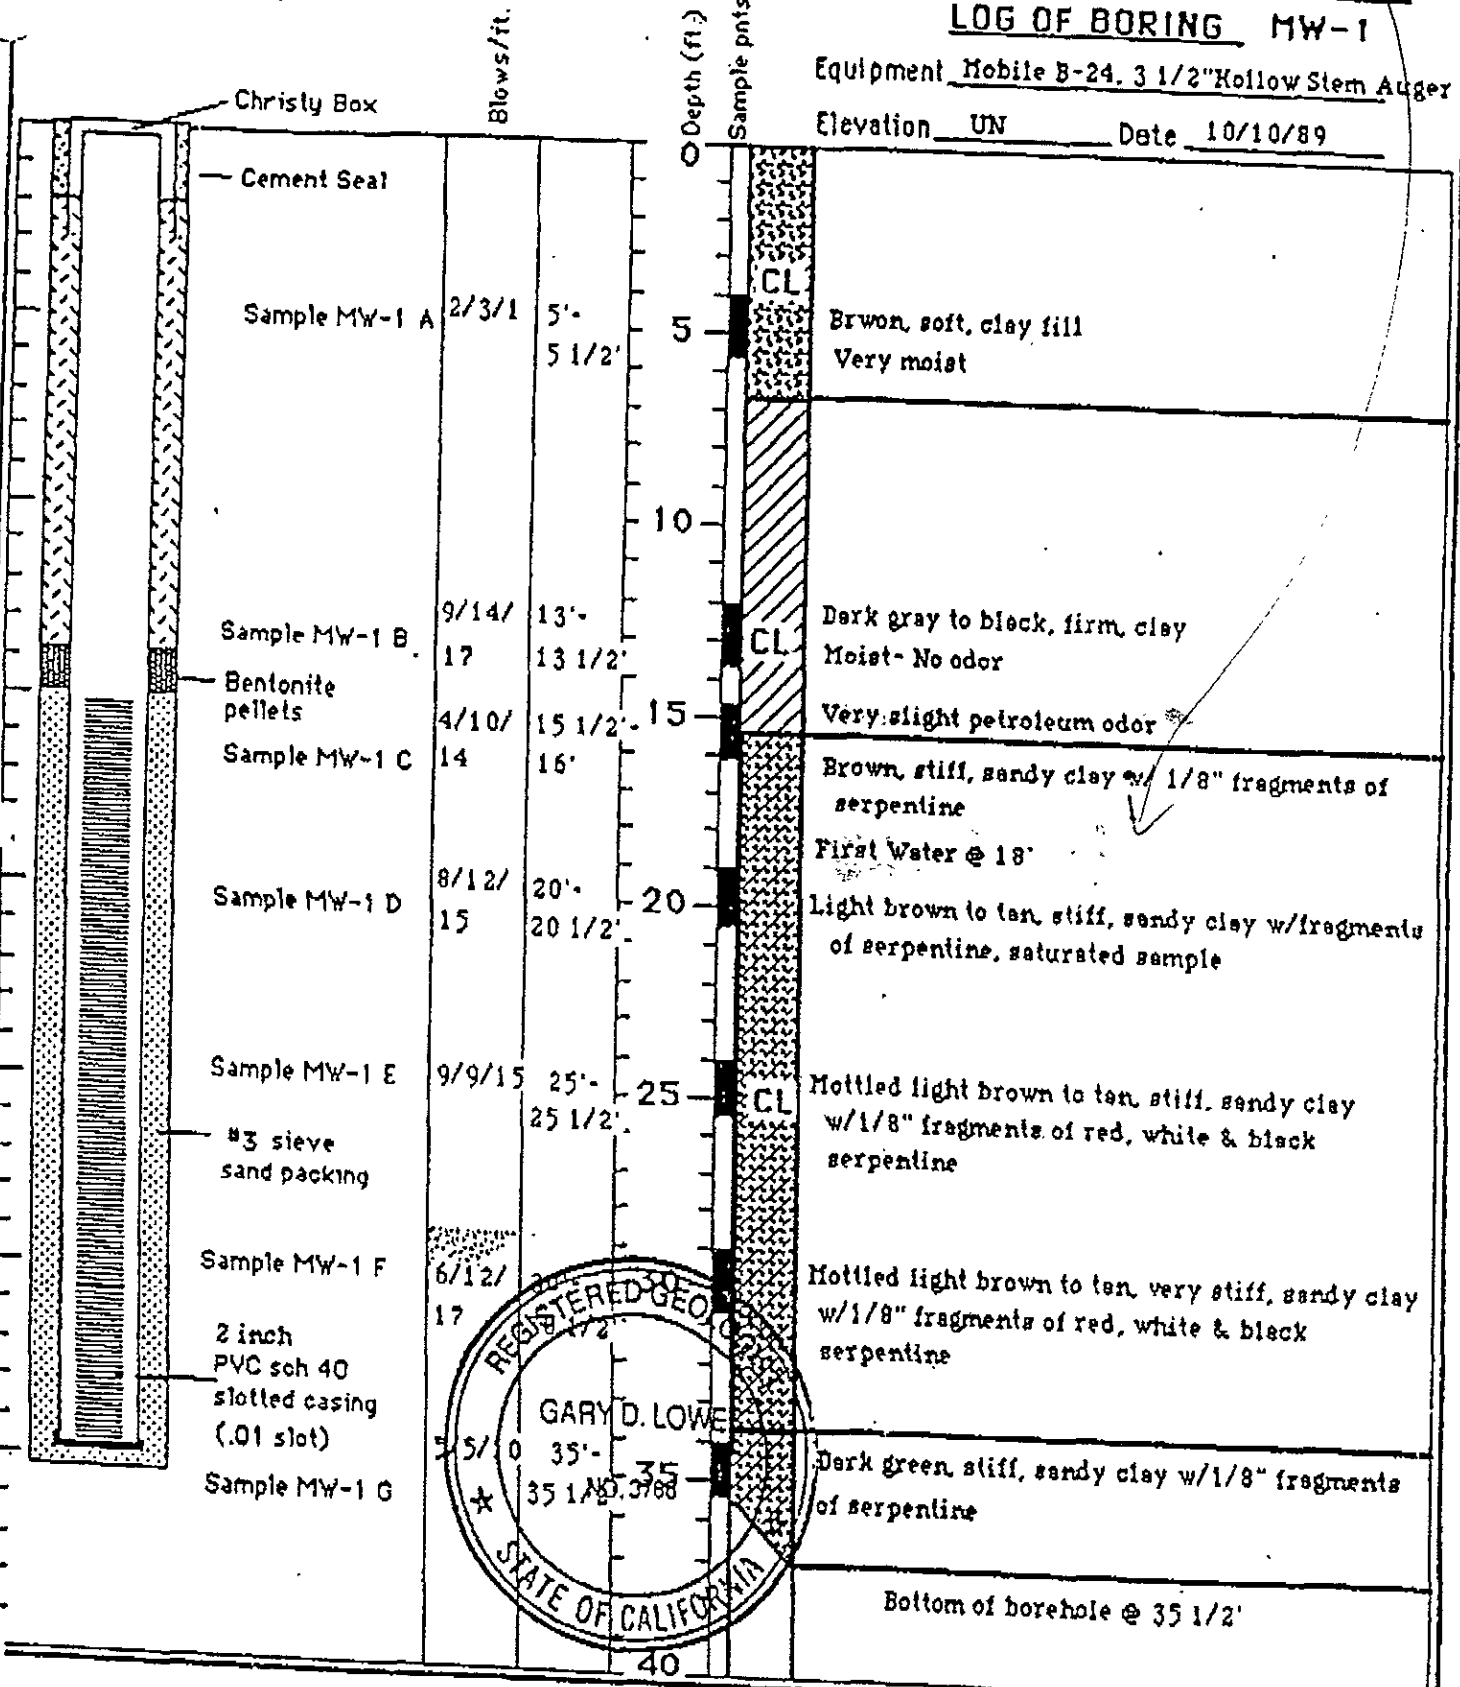 LOG OF BORING MW-1
Equipment Mobile B-24. 3 1/2" Hollow Stem Auger
Elevation UN Date 10/10/89
Blows/ft.
Depth (ft.)
Sample pnts
Christy Box
Cement Seal
0
CL
Sample MW-1 A 2/3/1 5'-
5 1/2'
5
Brwon, soft, clay fill
Very moist
10
Sample MW-1 B 9/14/ 13'-
17 13 1/2'
CL
Dark gray to black, firm, clay
Moist- No odor
Bentonite
pellets
Sample MW-1 C 4/10/ 15 1/2'-
14 16'
15
Very slight petroleum odor
Brown, stiff, sandy clay w/ 1/8" fragments of
serpentine
First Water @ 18'
Sample MW-1 D 8/12/ 20'-
15 20 1/2'
20
Light brown to tan, stiff, sandy clay w/fragments
of serpentine, saturated sample
Sample MW-1 E 9/9/15 25'-
25 1/2'
25
CL
Mottled light brown to tan, stiff, sandy clay
w/1/8" fragments of red, white & black
serpentine
#3 sieve
sand packing
Sample MW-1 F 6/12/
17 1/2'
30
Mottled light brown to tan, very stiff, sandy clay
w/1/8" fragments of red, white & black
serpentine
2 inch
PVC sch 40
slotted casing
(.01 slot)
Sample MW-1 G 35'-
35 1/2'
35
Dark green, stiff, sandy clay w/1/8" fragments
of serpentine
REGISTERED
GARY D. LOWE
NO. 3788
STATE OF CALIFORNIA
Bottom of borehole @ 35 1/2'
40